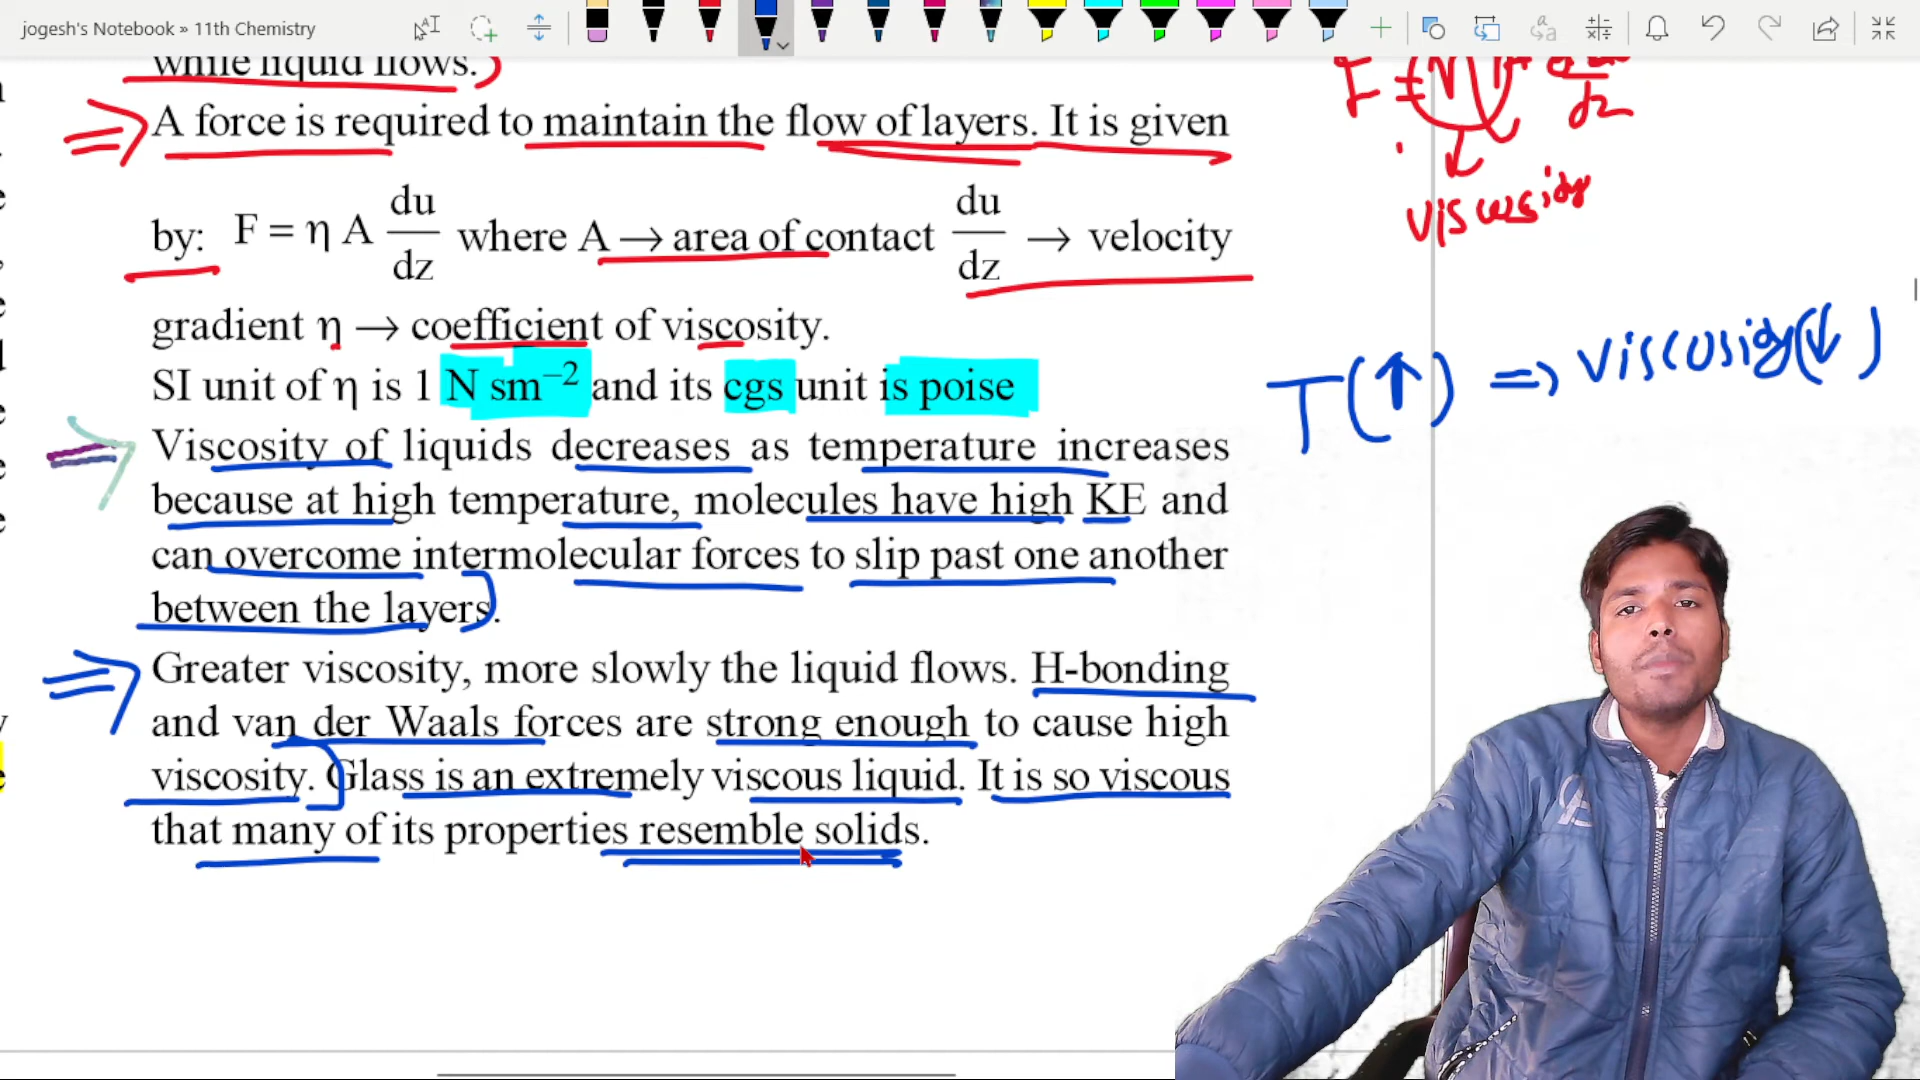 jogesh's Notebook » 11th Chemistry
while liquid flows.
A force is required to maintain the flow of layers. It is given
by: F = η A du/dz where A → area of contact du/dz → velocity
gradient η → coefficient of viscosity.
SI unit of η is 1 N sm⁻² and its cgs unit is poise
Viscosity of liquids decreases as temperature increases
because at high temperature, molecules have high KE and
can overcome intermolecular forces to slip past one another
between the layers.
Greater viscosity, more slowly the liquid flows. H-bonding
and van der Waals forces are strong enough to cause high
viscosity. Glass is an extremely viscous liquid. It is so viscous
that many of its properties resemble solids.
viscosity
T(↑) => viscosity(↓)